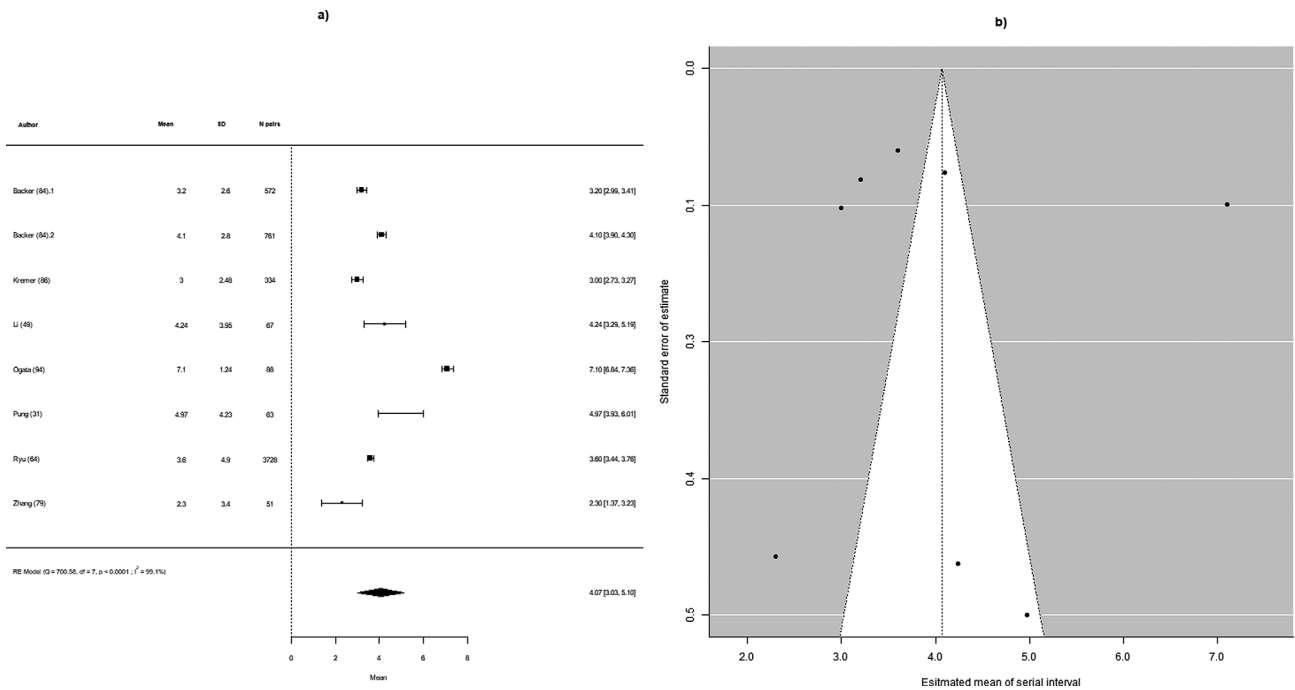 a)
Author Mean SD N pairs
Backer (84).1 3.2 2.6 572 3.20 [2.99, 3.41]
Backer (84).2 4.1 2.8 761 4.10 [3.90, 4.30]
Kremer (86) 3 2.48 334 3.00 [2.73, 3.27]
Li (49) 4.24 3.95 67 4.24 [3.29, 5.19]
Ogata (94) 7.1 1.24 88 7.10 [6.84, 7.36]
Pung (31) 4.97 4.23 63 4.97 [3.93, 6.01]
Ryu (64) 3.6 4.9 3728 3.60 [3.44, 3.76]
Zhang (79) 2.3 3.4 51 2.30 [1.37, 3.23]
RE Model (Q = 700.58, df = 7, p < 0.0001 ; I² = 99.1%)
4.07 [3.03, 5.10]
0 2 4 6 8
Mean
b)
0.0
0.1
0.3
0.4
0.5
Standard error of estimate
2.0 3.0 4.0 5.0 6.0 7.0
Esitmated mean of serial interval